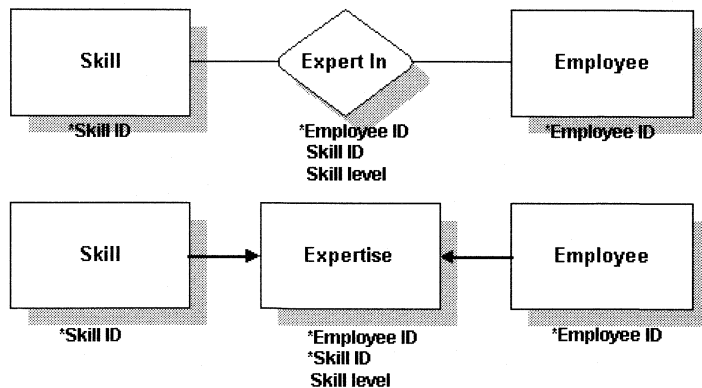 Skill
Expert In
Employee
*Skill ID
*Employee ID
Skill ID
Skill level
*Employee ID
Skill
Expertise
Employee
*Skill ID
*Employee ID
*Skill ID
Skill level
*Employee ID